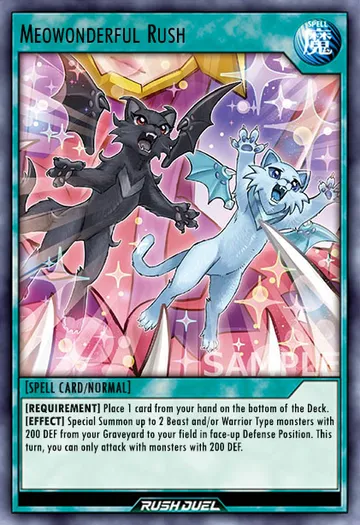 Meowonderful Rush
SPELL
魔
SAMPLE
[SPELL CARD/NORMAL]
[REQUIREMENT] Place 1 card from your hand on the bottom of the Deck.
[EFFECT] Special Summon up to 2 Beast and/or Warrior Type monsters with
200 DEF from your Graveyard to your field in face-up Defense Position. This
turn, you can only attack with monsters with 200 DEF.
RUSH DUEL